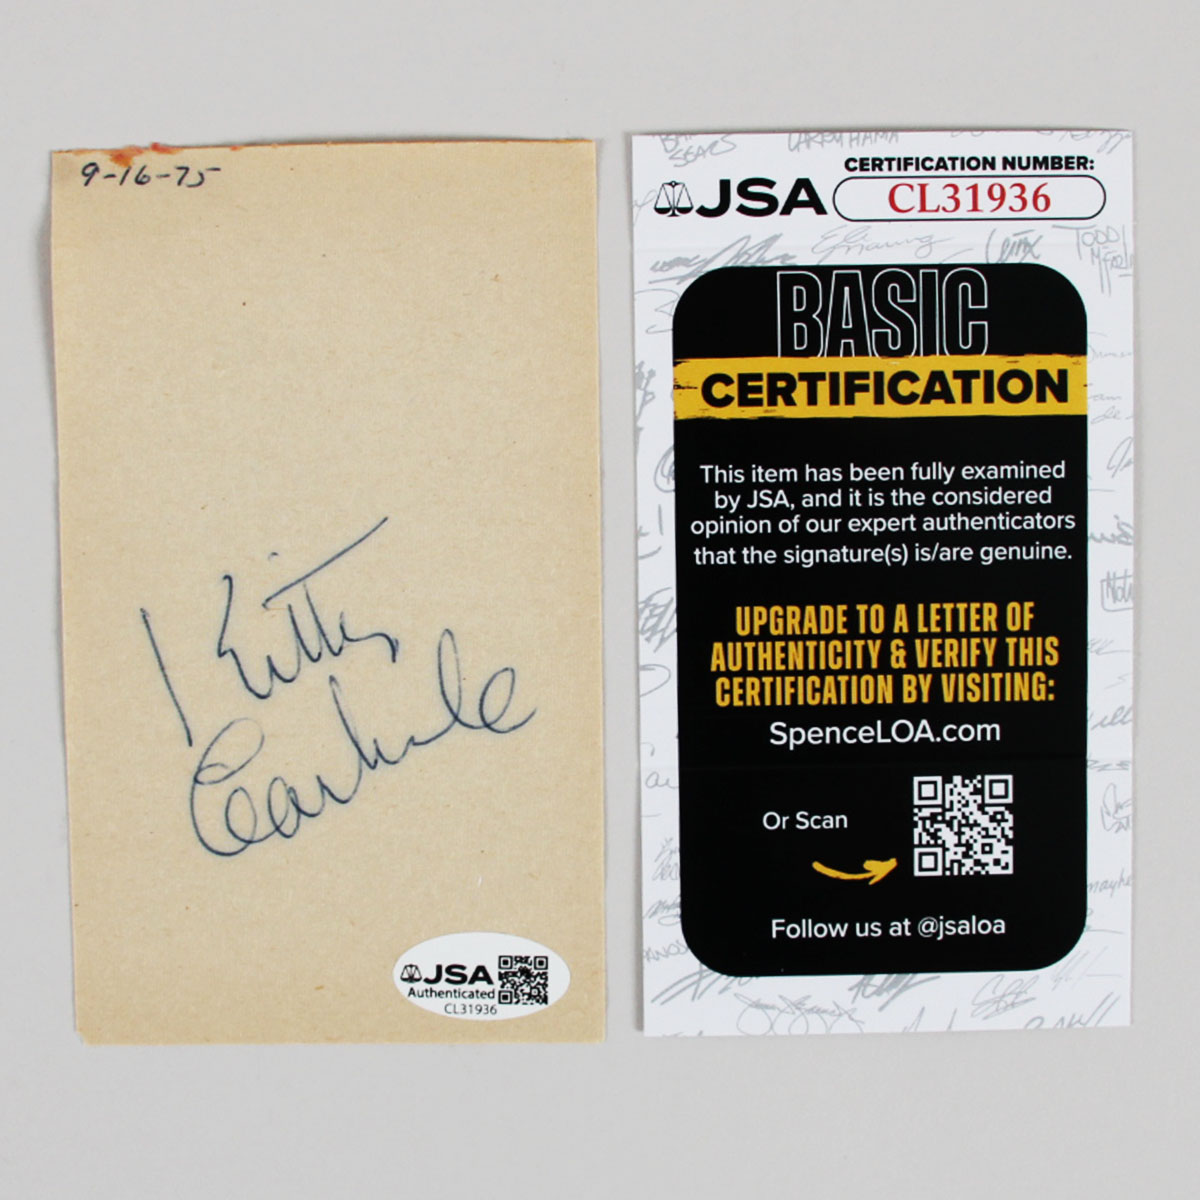 9-16-75
Kitty
Carlisle
JSA
Authenticated
CL31936
CERTIFICATION NUMBER:
JSA CL31936
BASIC
CERTIFICATION
This item has been fully examined
by JSA, and it is the considered
opinion of our expert authenticators
that the signature(s) is/are genuine.
UPGRADE TO A LETTER OF
AUTHENTICITY & VERIFY THIS
CERTIFICATION BY VISITING:
SpenceLOA.com
Or Scan
Follow us at @jsaloa